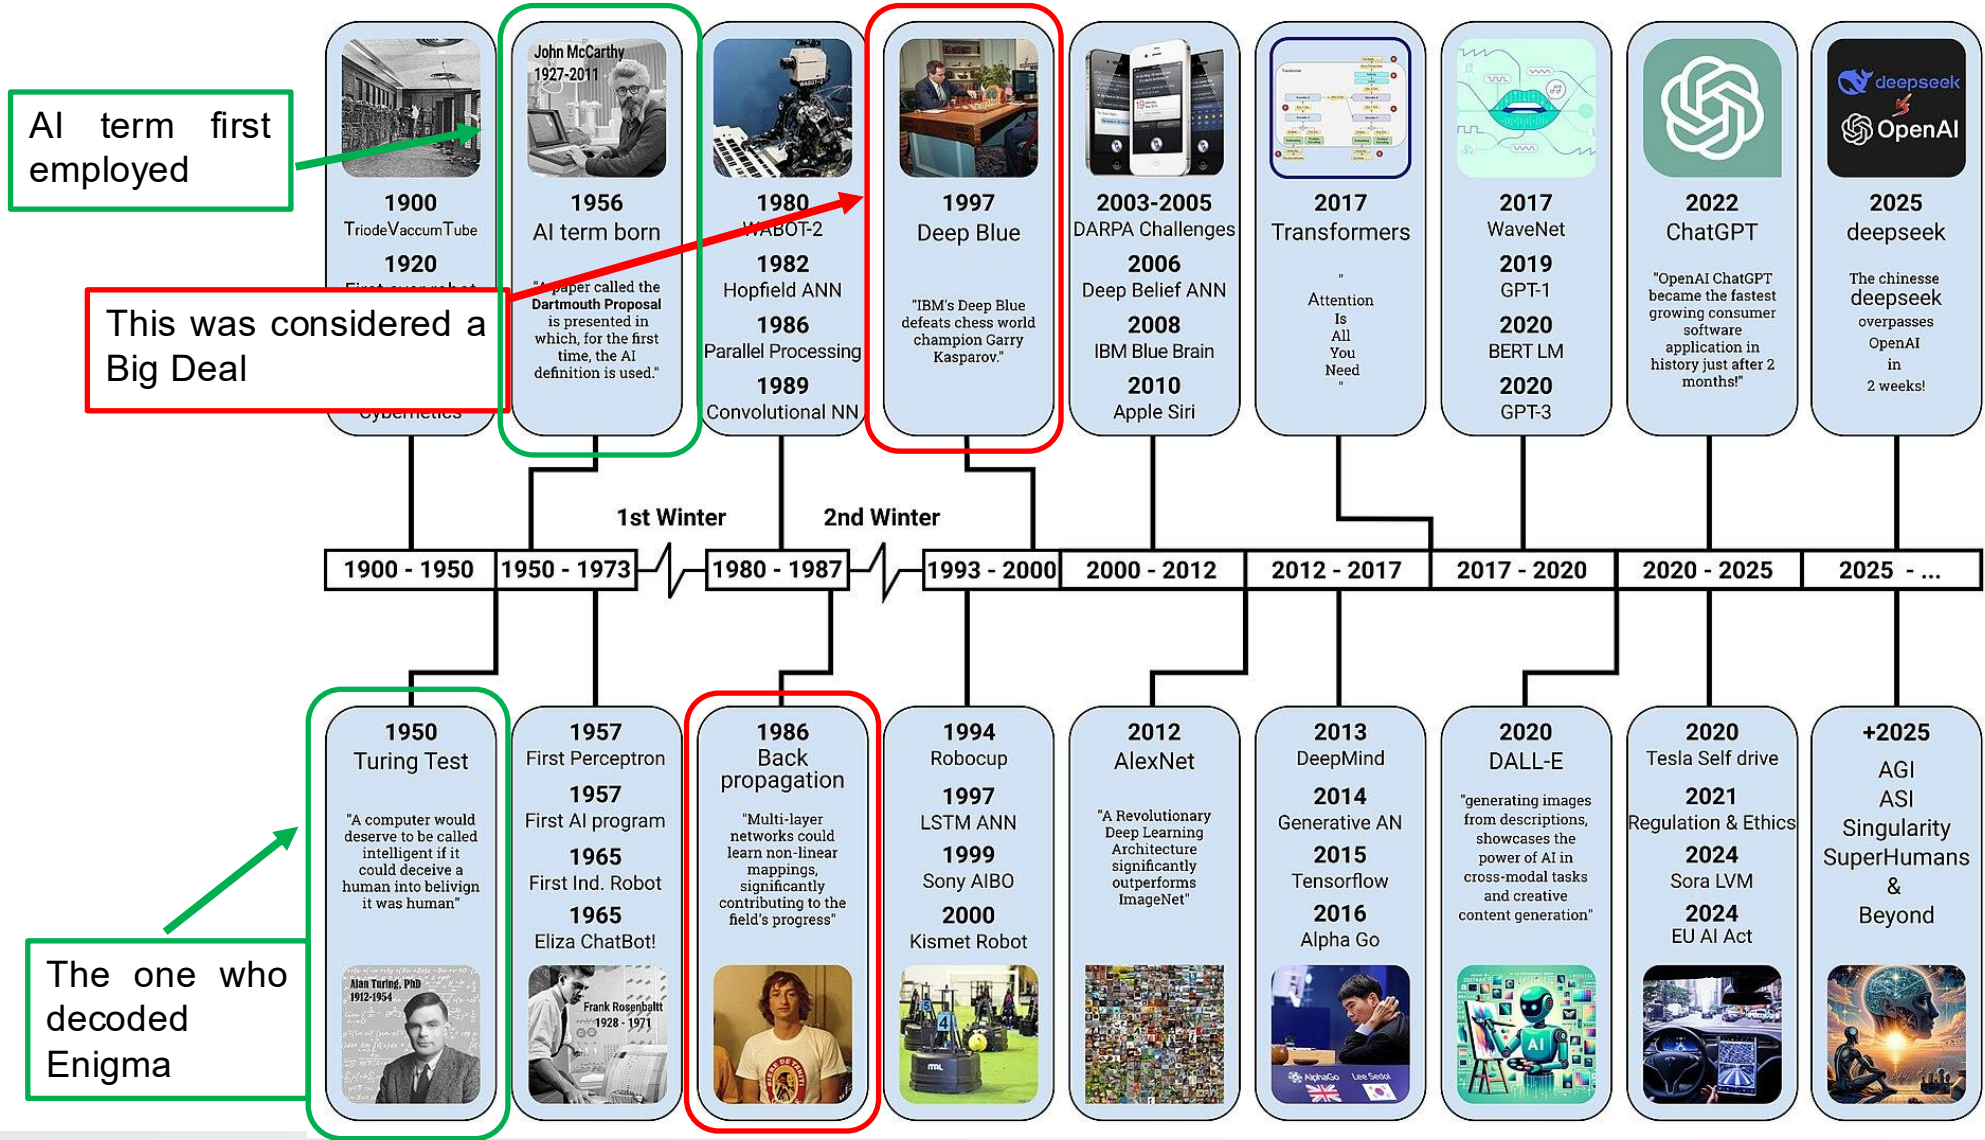 AI term first
employed
This was considered a
Big Deal
The one who
decoded
Enigma
1900
TriodeVaccumTube
1920
Cybernetics
John McCarthy
1927-2011
1956
AI term born
"A paper called the
Dartmouth Proposal
is presented in
which, for the first
time, the AI
definition is used."
1980
WABOT-2
1982
Hopfield ANN
1986
Parallel Processing
1989
Convolutional NN
DEEP BLUE
1997
Deep Blue
"IBM's Deep Blue
defeats chess world
champion Garry
Kasparov."
2003-2005
DARPA Challenges
2006
Deep Belief ANN
2008
IBM Blue Brain
2010
Apple Siri
2017
Transformers
"
Attention
Is
All
You
Need
"
2017
WaveNet
2019
GPT-1
2020
BERT LM
2020
GPT-3
2022
ChatGPT
"OpenAI ChatGPT
became the fastest
growing consumer
software
application in
history just after 2
months!"
deepseek
VS
OpenAI
2025
deepseek
The chinesse
deepseek
overpasses
OpenAI
in
2 weeks!
1st Winter
2nd Winter
1900 - 1950
1950 - 1973
1980 - 1987
1993 - 2000
2000 - 2012
2012 - 2017
2017 - 2020
2020 - 2025
2025 - ...
1950
Turing Test
"A computer would
deserve to be called
intelligent if it
could deceive a
human into belivign
it was human"
Alan Turing, PhD
1912-1954
1957
First Perceptron
1957
First AI program
1965
First Ind. Robot
1965
Eliza ChatBot!
Frank Rosenbaltt
1928 - 1971
1986
Back
propagation
"Multi-layer
networks could
learn non-linear
mappings,
significantly
contributing to the
field's progress"
1994
Robocup
1997
LSTM ANN
1999
Sony AIBO
2000
Kismet Robot
5
4
2012
AlexNet
"A Revolutionary
Deep Learning
Architecture
significantly
outperforms
ImageNet"
2013
DeepMind
2014
Generative AN
2015
Tensorflow
2016
Alpha Go
AlphaGo
Lee Sedol
2020
DALL-E
"generating images
from descriptions,
showcases the
power of AI in
cross-modal tasks
and creative
content generation"
AI
2020
Tesla Self drive
2021
Regulation & Ethics
2024
Sora LVM
2024
EU AI Act
+2025
AGI
ASI
Singularity
SuperHumans
&
Beyond